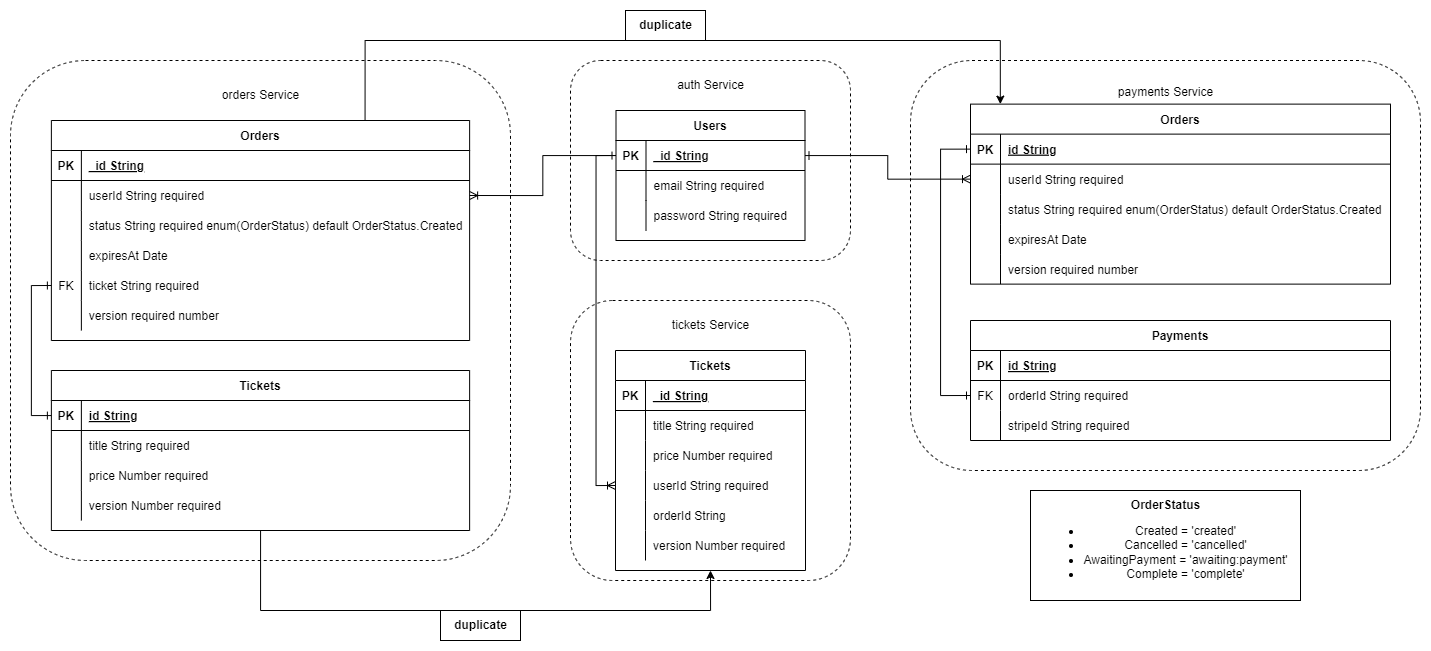 duplicate
orders Service
Orders
PK _id String
userId String required
status String required enum(OrderStatus) default OrderStatus.Created
expiresAt Date
FK ticket String required
version required number
Tickets
PK id String
title String required
price Number required
version Number required
auth Service
Users
PK _id String
email String required
password String required
tickets Service
Tickets
PK _id String
title String required
price Number required
userId String required
orderId String
version Number required
payments Service
Orders
PK id String
userId String required
status String required enum(OrderStatus) default OrderStatus.Created
expiresAt Date
version required number
Payments
PK id String
FK orderId String required
stripeId String required
OrderStatus
• Created = 'created'
• Cancelled = 'cancelled'
• AwaitingPayment = 'awaiting:payment'
• Complete = 'complete'
duplicate